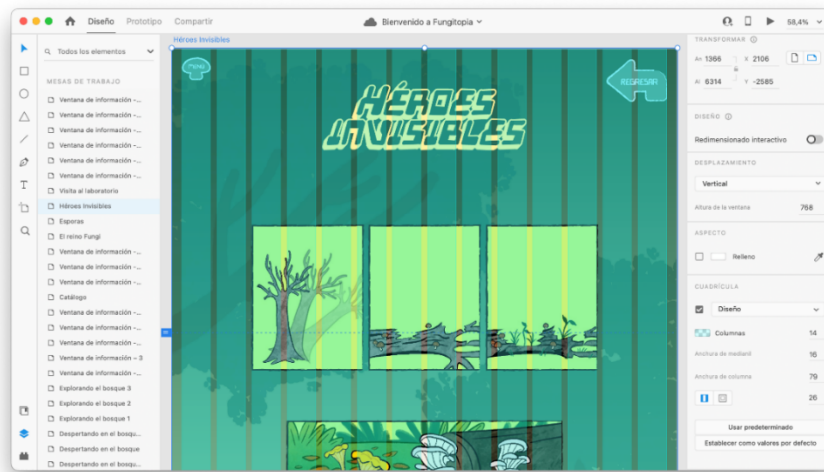 Diseño Prototipo Compartir
Bienvenido a Fungitopia
58,4%
Todos los elementos
MESAS DE TRABAJO
Ventana de información -...
Ventana de información -...
Ventana de información -...
Ventana de información -...
Ventana de información -...
Ventana de información -...
Visita al laboratorio
Héroes Invisibles
Esporas
El reino Fungi
Ventana de información -...
Ventana de información -...
Ventana de información -...
Catálogo
Ventana de información -...
Ventana de información -...
Ventana de información -...
Ventana de información – 3
Ventana de información -...
Explorando el bosque 3
Explorando el bosque 2
Explorando el bosque 1
Despertando en el bosqu...
Despertando en el bosque
Despertando en el bosqu...
Héroes Invisibles
MENÚ
REGRESAR
HÉROES
INVISIBLES
TRANSFORMAR
An 1366 X 2106
Al 6314 Y -2585
DISEÑO
Redimensionado interactivo
DESPLAZAMIENTO
Vertical
Altura de la ventana 768
ASPECTO
Relleno
CUADRÍCULA
Diseño
Columnas 14
Anchura de medianil 16
Anchura de columna 79
26
Usar predeterminado
Establecer como valores por defecto